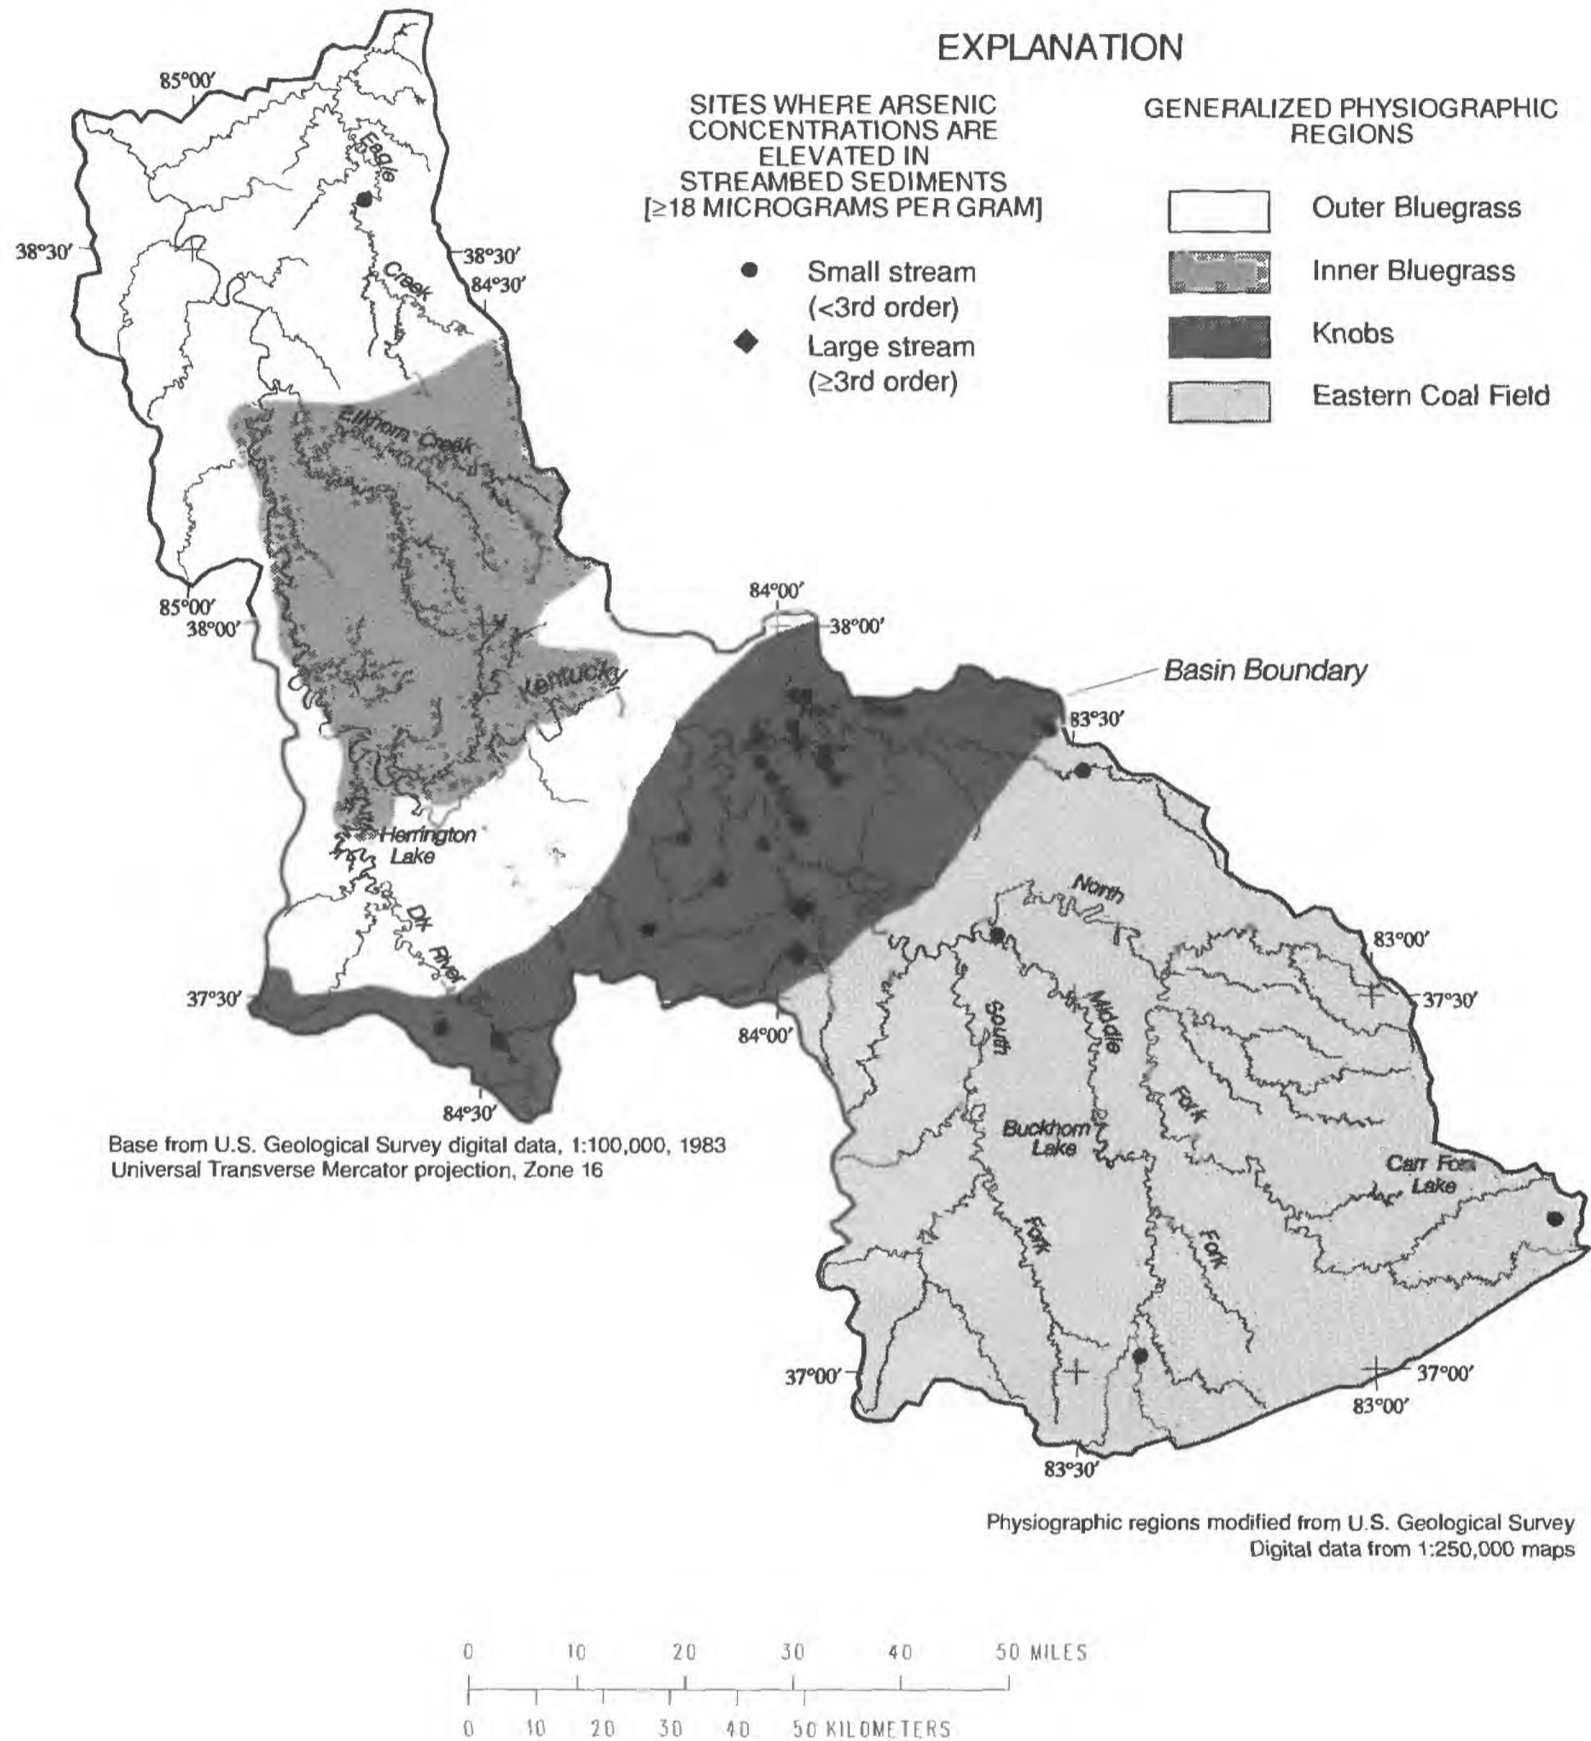 EXPLANATION
SITES WHERE ARSENIC
CONCENTRATIONS ARE
ELEVATED IN
STREAMBED SEDIMENTS
[≥18 MICROGRAMS PER GRAM]
Small stream
(<3rd order)
Large stream
(≥3rd order)
GENERALIZED PHYSIOGRAPHIC
REGIONS
Outer Bluegrass
Inner Bluegrass
Knobs
Eastern Coal Field
85°00′
Eagle
38°30′
38°30′
Creek
84°30′
Elkhorn Creek
85°00′
38°00′
84°00′
38°00′
Basin Boundary
Kentucky
83°30′
Herrington
Lake
North
Dix
River
83°00′
37°30′
37°30′
84°00′
South
Middle
84°30′
Fork
Buckhorn
Lake
Carr Fork
Lake
Fork
Fork
Base from U.S. Geological Survey digital data, 1:100,000, 1983
Universal Transverse Mercator projection, Zone 16
37°00′
37°00′
83°00′
83°30′
Physiographic regions modified from U.S. Geological Survey
Digital data from 1:250,000 maps
0 10 20 30 40 50 MILES
0 10 20 30 40 50 KILOMETERS